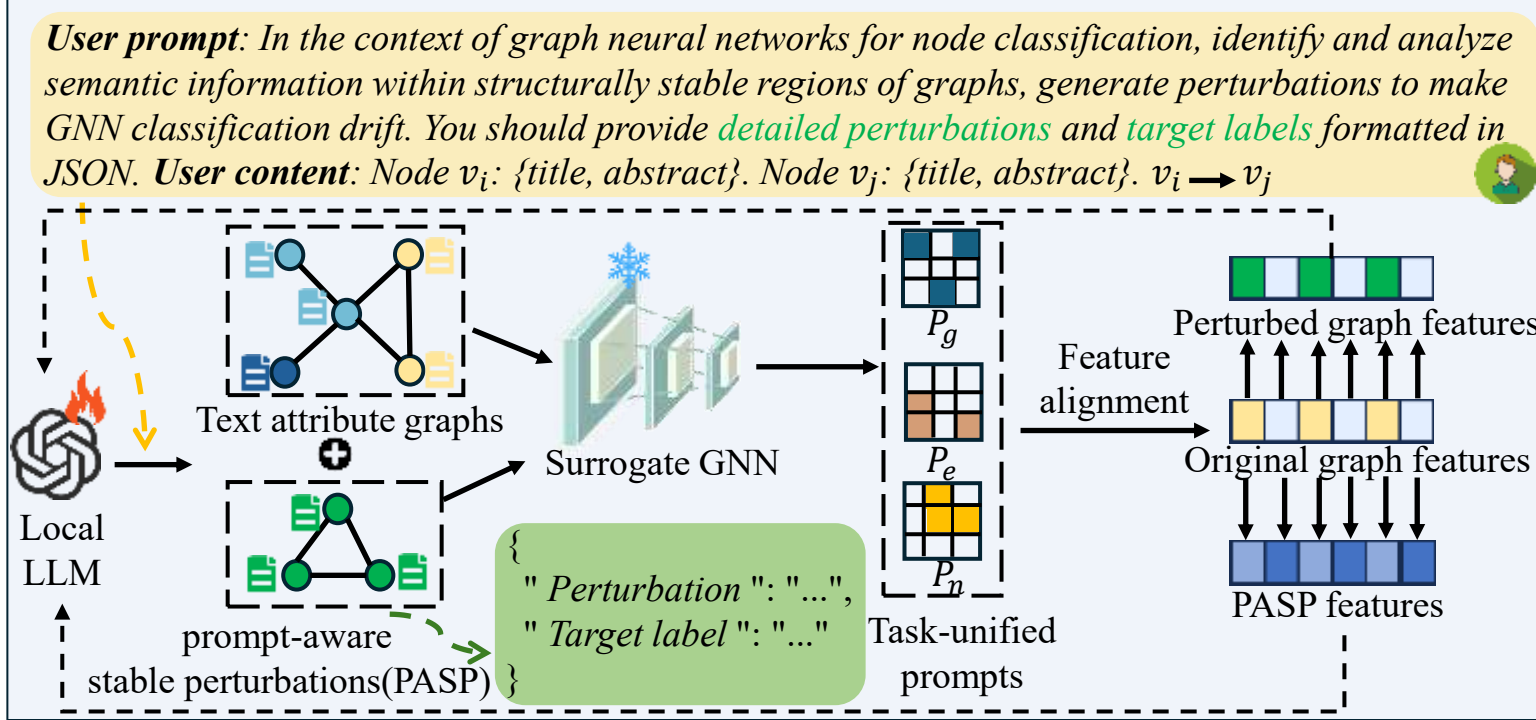 User prompt: In the context of graph neural networks for node classification, identify and analyze
semantic information within structurally stable regions of graphs, generate perturbations to make
GNN classification drift. You should provide detailed perturbations and target labels formatted in
JSON. User content: Node vᵢ: {title, abstract}. Node vⱼ: {title, abstract}. vᵢ → vⱼ
Text attribute graphs
Local
LLM
prompt-aware
stable perturbations(PASP)
Surrogate GNN
{
" Perturbation ": "...",
" Target label ": "..."
}
P_g
P_e
P_n
Task-unified
prompts
Feature
alignment
Perturbed graph features
Original graph features
PASP features